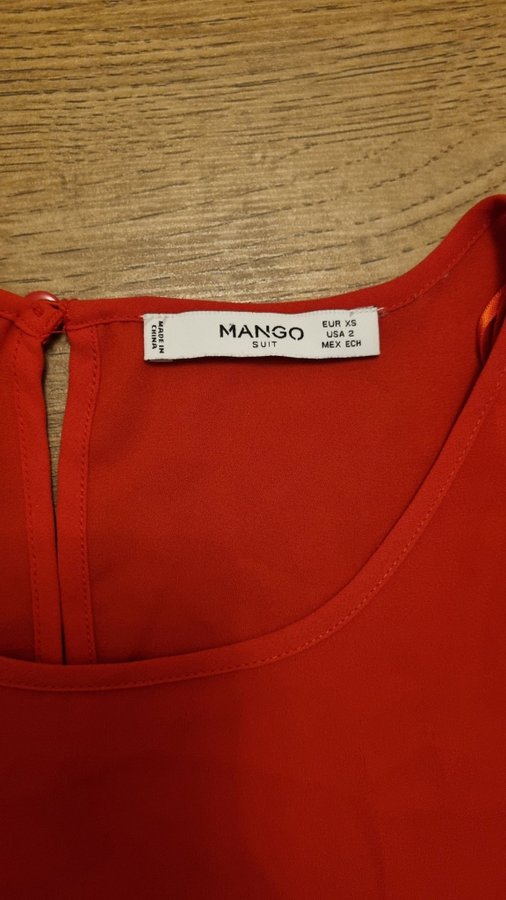 MADE IN
CHINA
MANGO
SUIT
EUR XS
USA 2
MEX ECH